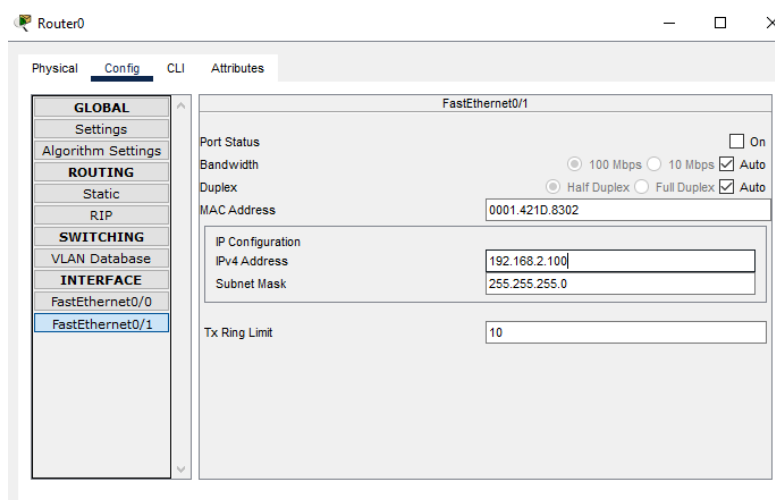 Router0
Physical Config CLI Attributes
GLOBAL
Settings
Algorithm Settings
ROUTING
Static
RIP
SWITCHING
VLAN Database
INTERFACE
FastEthernet0/0
FastEthernet0/1
FastEthernet0/1
Port Status On
Bandwidth 100 Mbps 10 Mbps Auto
Duplex Half Duplex Full Duplex Auto
MAC Address 0001.421D.8302
IP Configuration
IPv4 Address 192.168.2.100
Subnet Mask 255.255.255.0
Tx Ring Limit 10